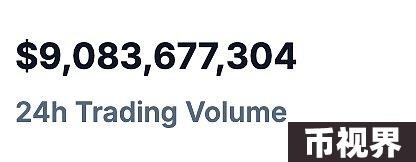 $9,083,677,304
24h Trading Volume
币视界